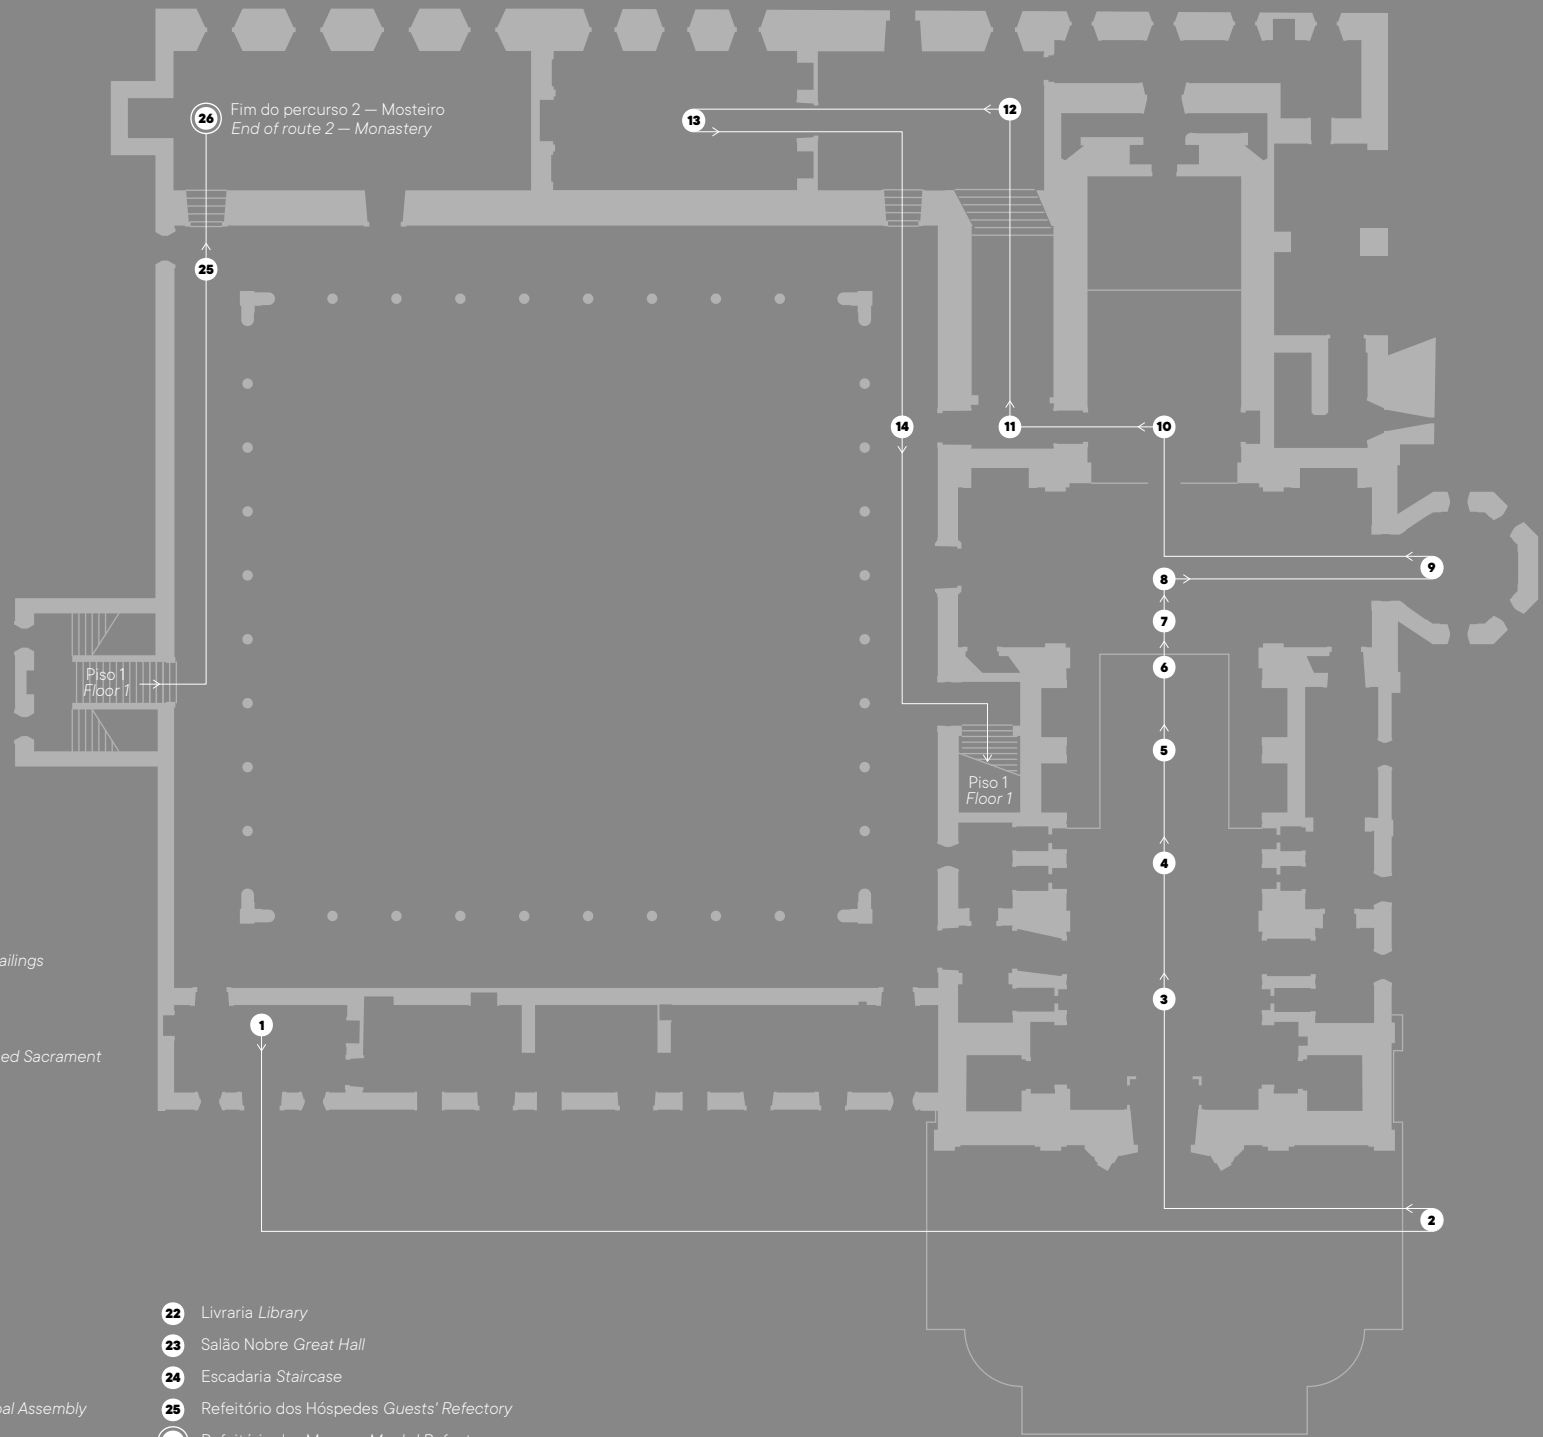 26 Fim do percurso 2 — Mosteiro
End of route 2 — Monastery
13
12
25
14
11
10
9
8
7
6
Piso 1
Floor 1
5
Piso 1
Floor 1
4
ailings
3
1
ed Sacrament
2
22 Livraria Library
23 Salão Nobre Great Hall
24 Escadaria Staircase
al Assembly
25 Refeitório dos Hóspedes Guests' Refectory